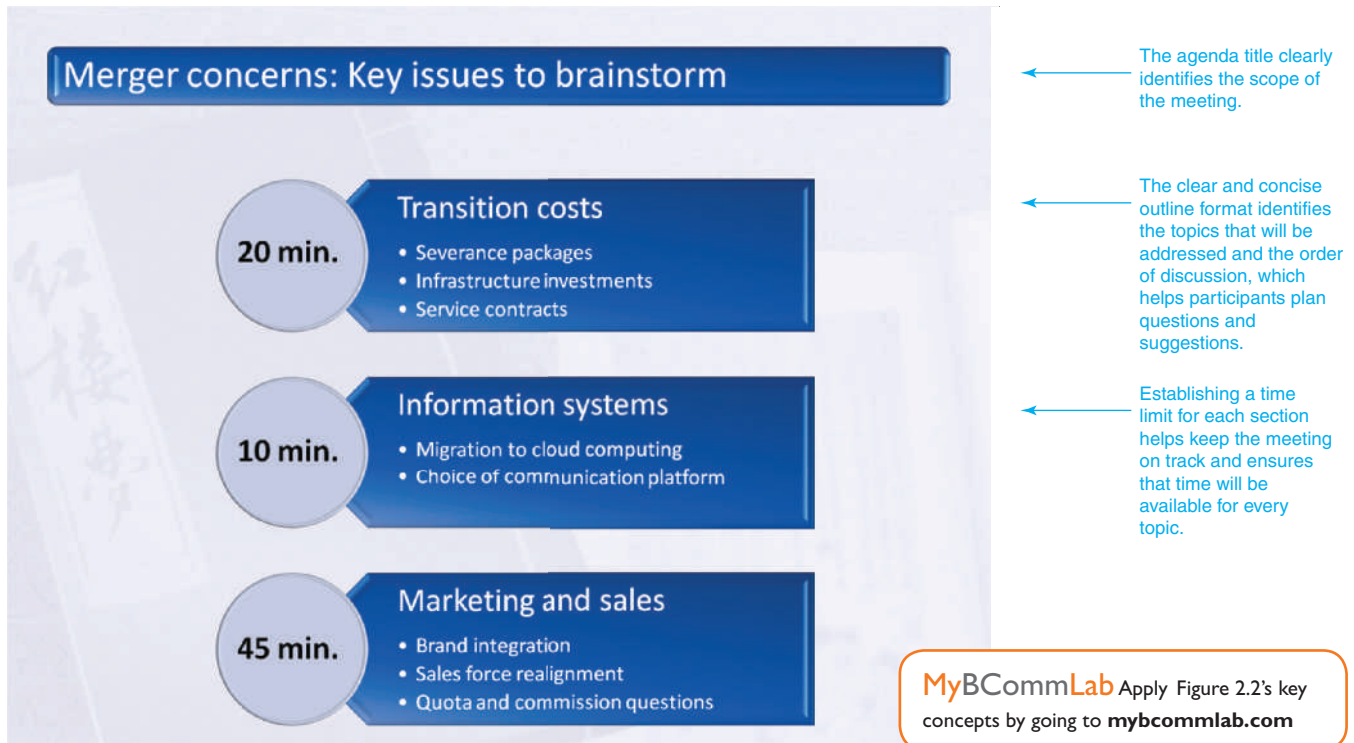 Merger concerns: Key issues to brainstorm
The agenda title clearly
identifies the scope of
the meeting.
20 min.
Transition costs
• Severance packages
• Infrastructure investments
• Service contracts
The clear and concise
outline format identifies
the topics that will be
addressed and the order
of discussion, which
helps participants plan
questions and
suggestions.
10 min.
Information systems
• Migration to cloud computing
• Choice of communication platform
Establishing a time
limit for each section
helps keep the meeting
on track and ensures
that time will be
available for every
topic.
45 min.
Marketing and sales
• Brand integration
• Sales force realignment
• Quota and commission questions
MyBCommLab Apply Figure 2.2's key
concepts by going to mybcommlab.com
红
樓
夢